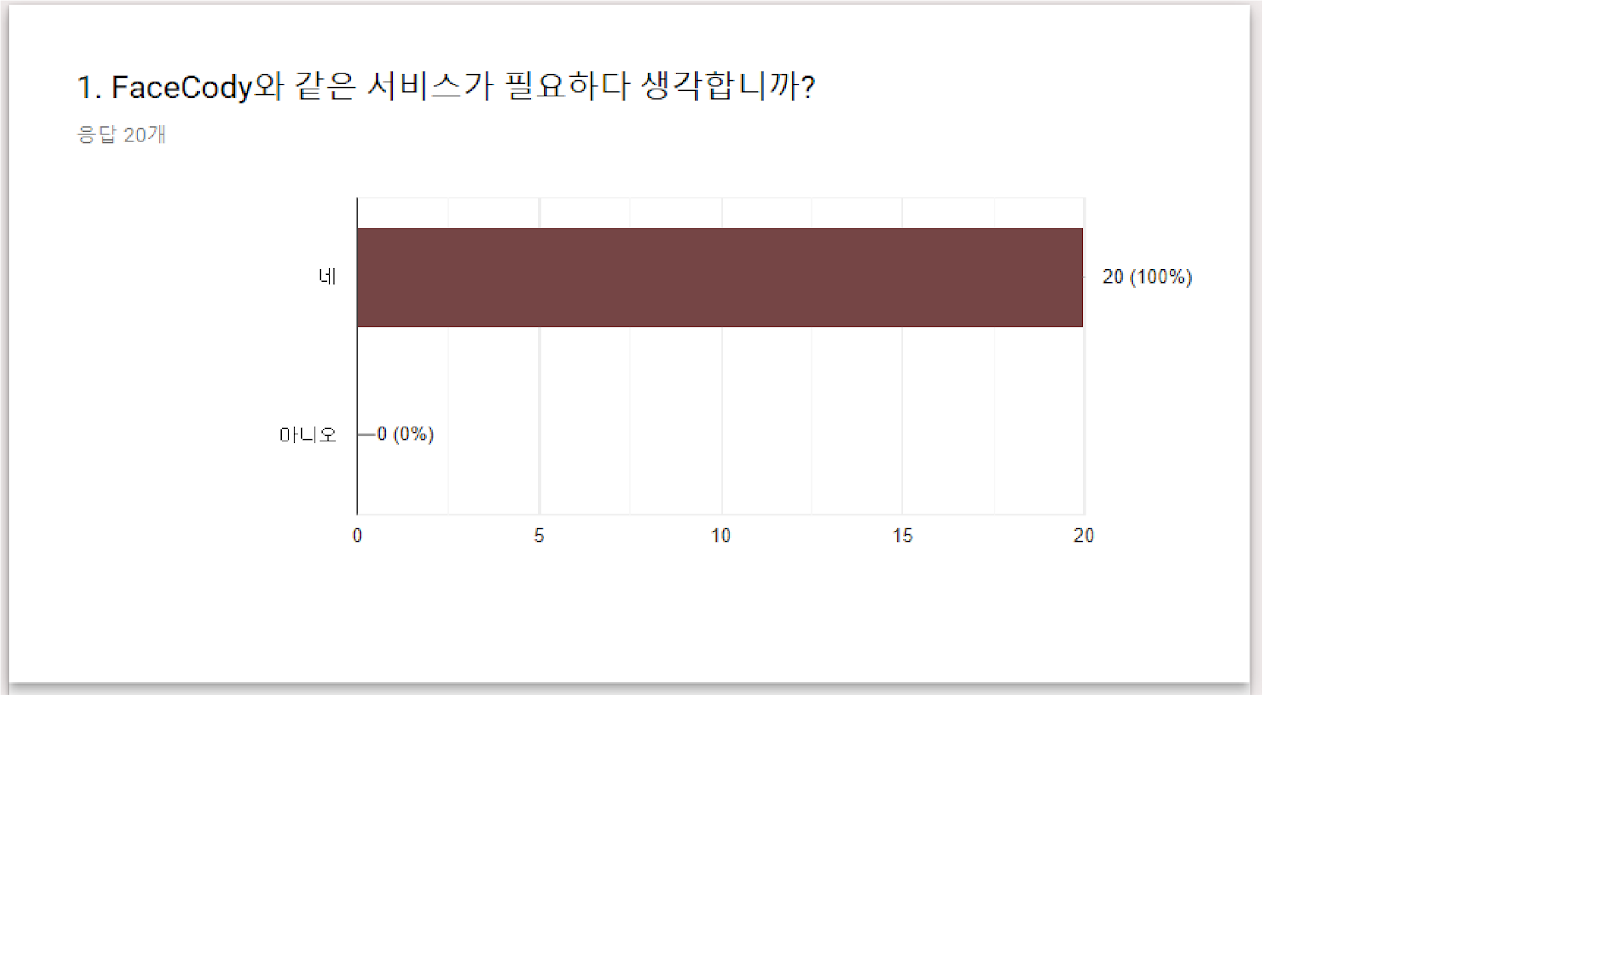 1. FaceCody와 같은 서비스가 필요하다 생각합니까?
응답 20개
네
20 (100%)
아니오
0 (0%)
0 5 10 15 20